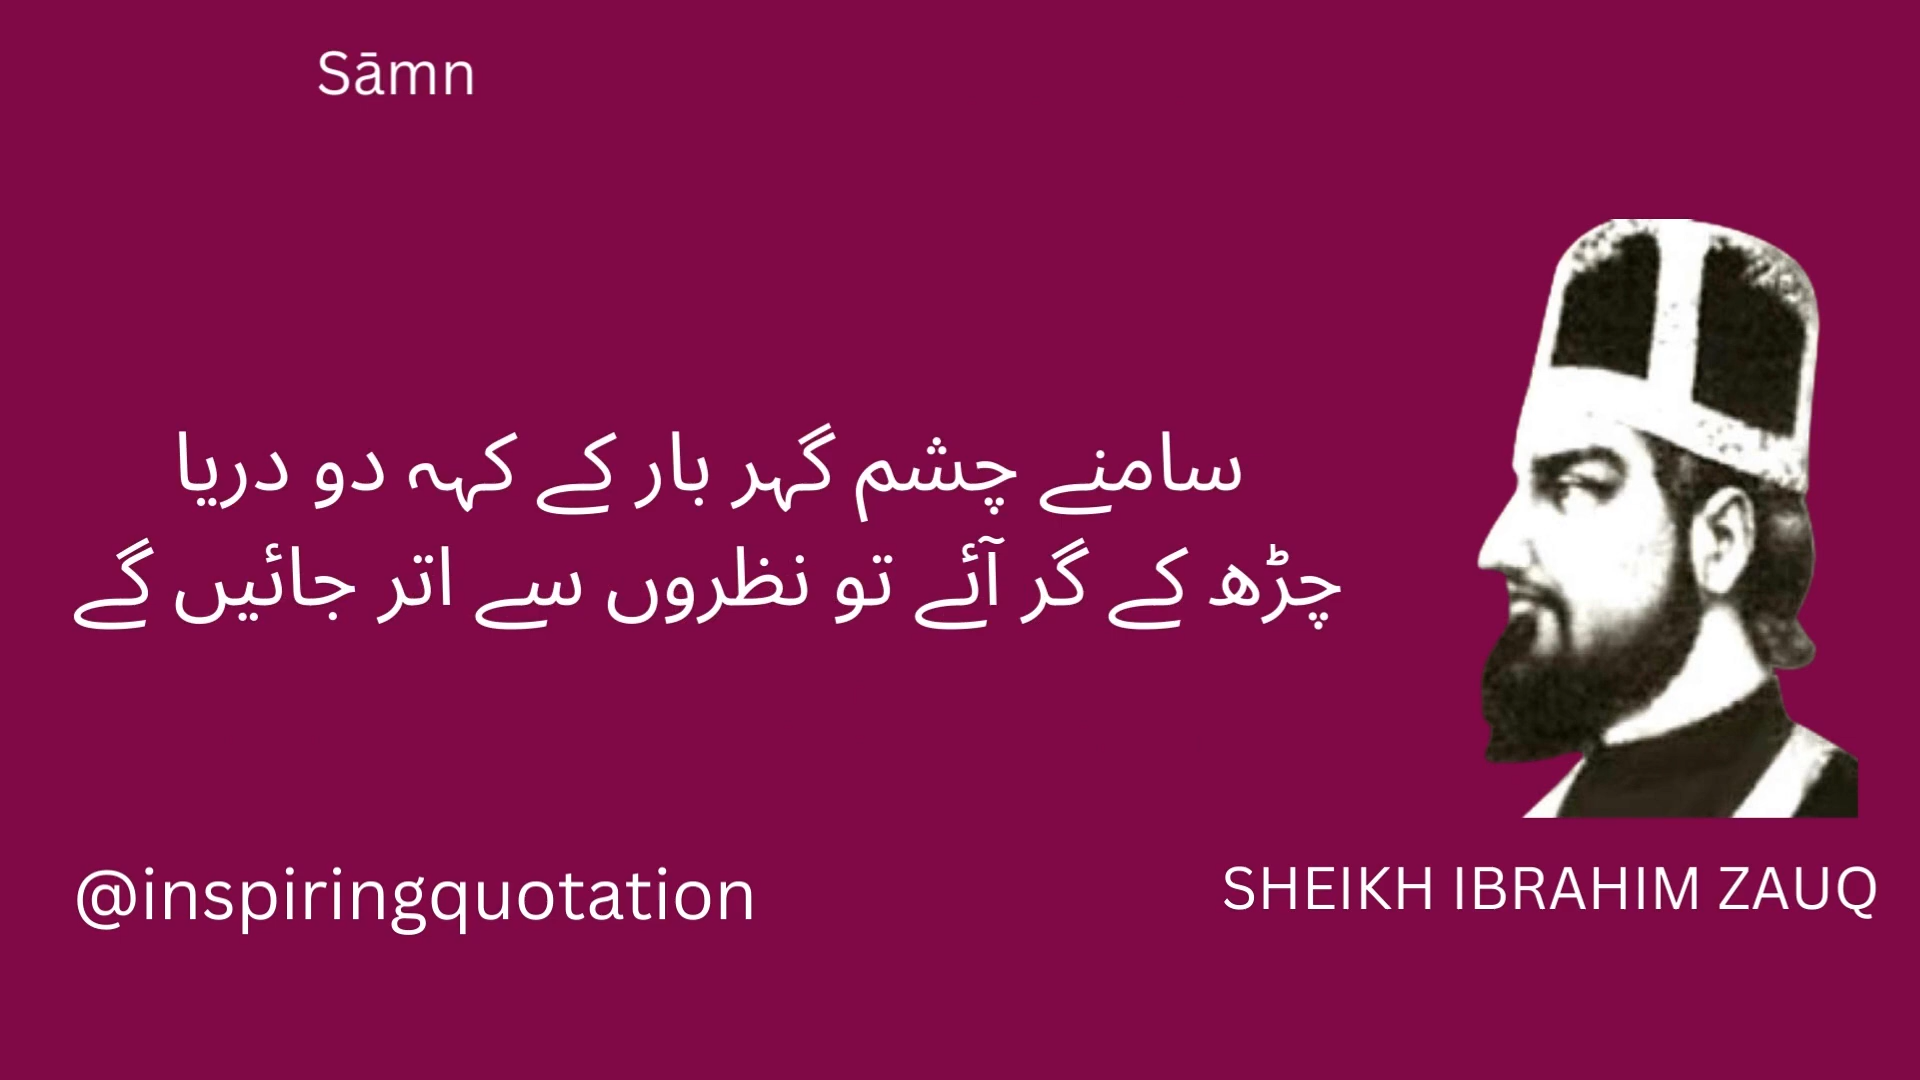 Sāmn
سامنے چشم گہر بار کے کہہ دو دریا
چڑھ کے گر آئے تو نظروں سے اتر جائیں گے
@inspiringquotation
SHEIKH IBRAHIM ZAUQ